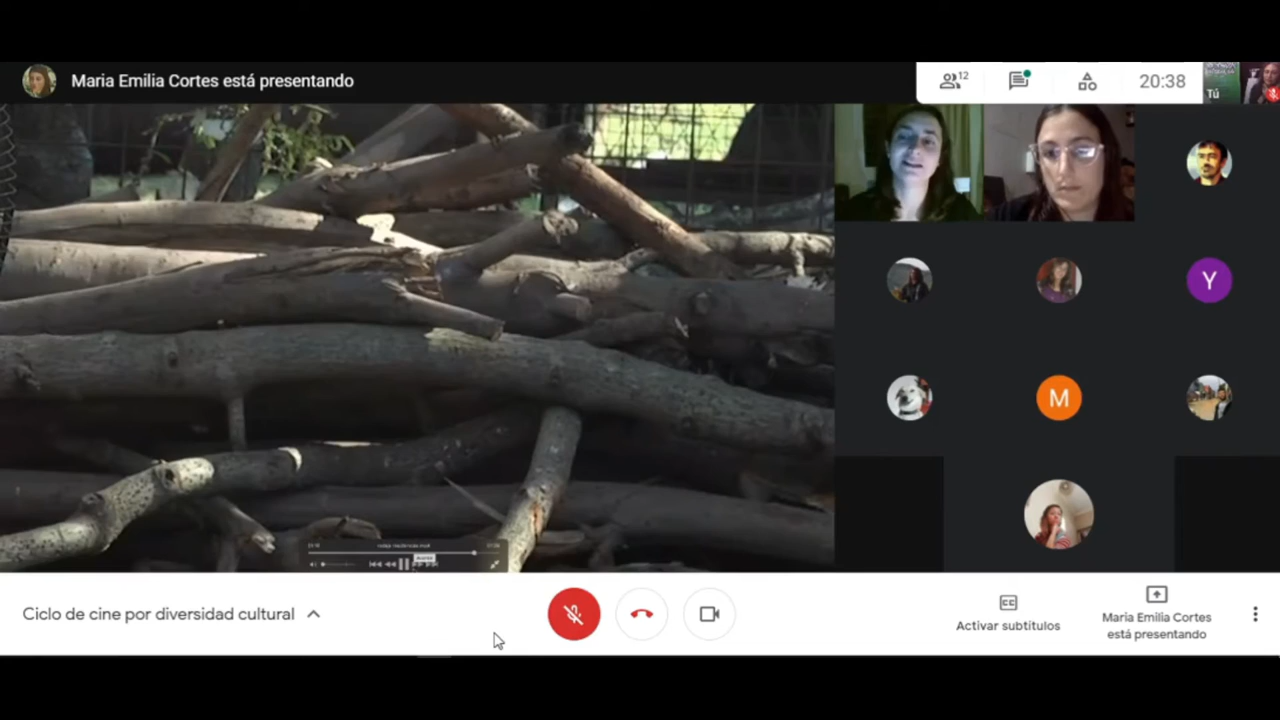 Maria Emilia Cortes está presentando
12
20:38
Tú
Y
M
Ciclo de cine por diversidad cultural
CC
Activar subtítulos
Maria Emilia Cortes
está presentando